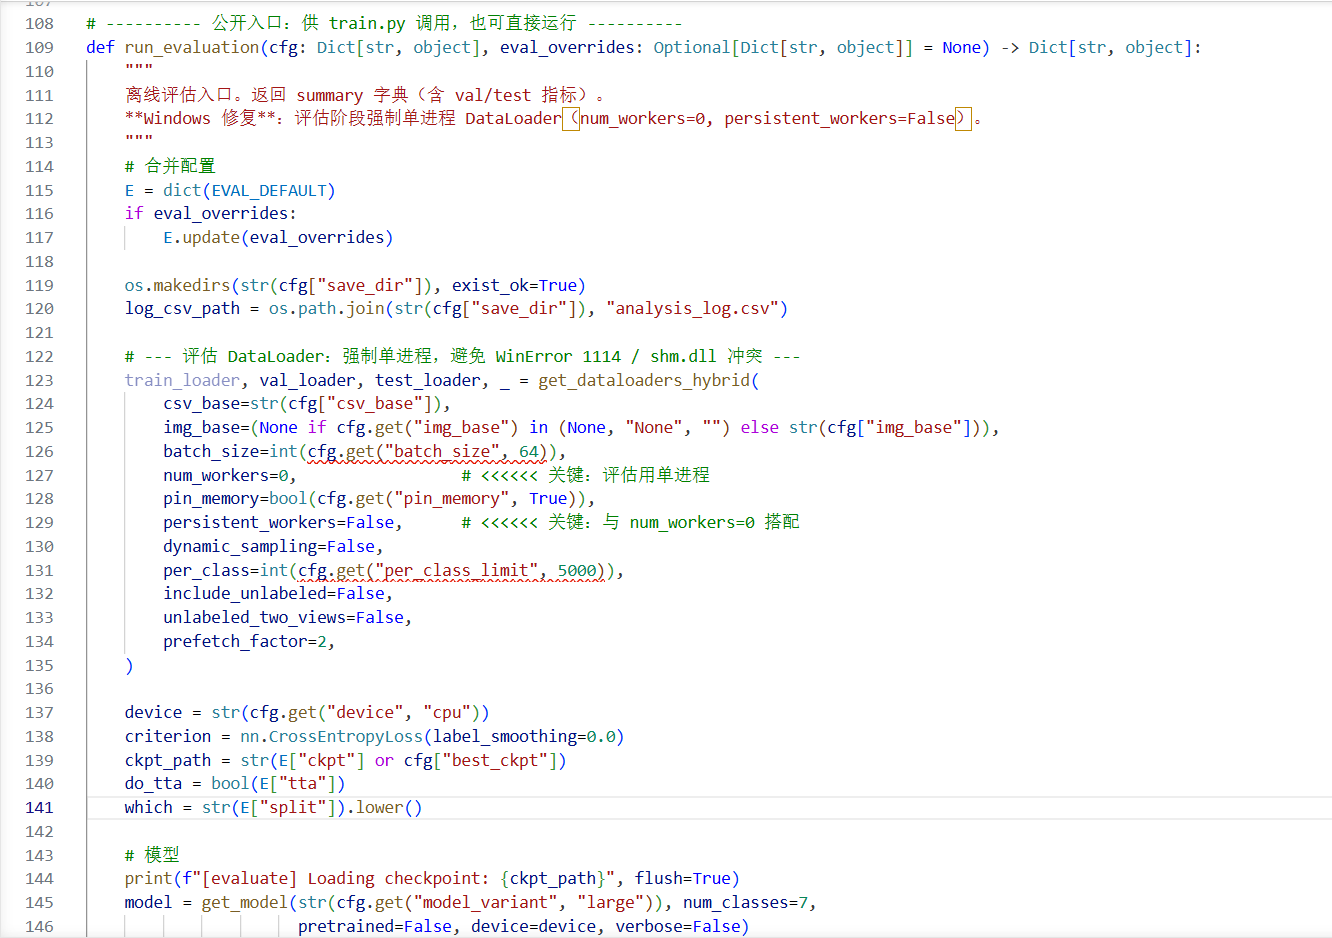 107
108 # ---------- 公开入口：供 train.py 调用，也可直接运行 ----------
109 def run_evaluation(cfg: Dict[str, object], eval_overrides: Optional[Dict[str, object]] = None) -> Dict[str, object]:
110     """
111     离线评估入口。返回 summary 字典（含 val/test 指标）。
112     **Windows 修复**：评估阶段强制单进程 DataLoader（num_workers=0, persistent_workers=False）。
113     """
114     # 合并配置
115     E = dict(EVAL_DEFAULT)
116     if eval_overrides:
117         E.update(eval_overrides)
118
119     os.makedirs(str(cfg["save_dir"]), exist_ok=True)
120     log_csv_path = os.path.join(str(cfg["save_dir"]), "analysis_log.csv")
121
122     # --- 评估 DataLoader：强制单进程，避免 WinError 1114 / shm.dll 冲突 ---
123     train_loader, val_loader, test_loader, _ = get_dataloaders_hybrid(
124         csv_base=str(cfg["csv_base"]),
125         img_base=(None if cfg.get("img_base") in (None, "None", "") else str(cfg["img_base"])),
126         batch_size=int(cfg.get("batch_size", 64)),
127         num_workers=0,                 # <<<<<< 关键：评估用单进程
128         pin_memory=bool(cfg.get("pin_memory", True)),
129         persistent_workers=False,      # <<<<<< 关键：与 num_workers=0 搭配
130         dynamic_sampling=False,
131         per_class=int(cfg.get("per_class_limit", 5000)),
132         include_unlabeled=False,
133         unlabeled_two_views=False,
134         prefetch_factor=2,
135     )
136
137     device = str(cfg.get("device", "cpu"))
138     criterion = nn.CrossEntropyLoss(label_smoothing=0.0)
139     ckpt_path = str(E["ckpt"] or cfg["best_ckpt"])
140     do_tta = bool(E["tta"])
141     which = str(E["split"]).lower()
142
143     # 模型
144     print(f"[evaluate] Loading checkpoint: {ckpt_path}", flush=True)
145     model = get_model(str(cfg.get("model_variant", "large")), num_classes=7,
146                       pretrained=False, device=device, verbose=False)